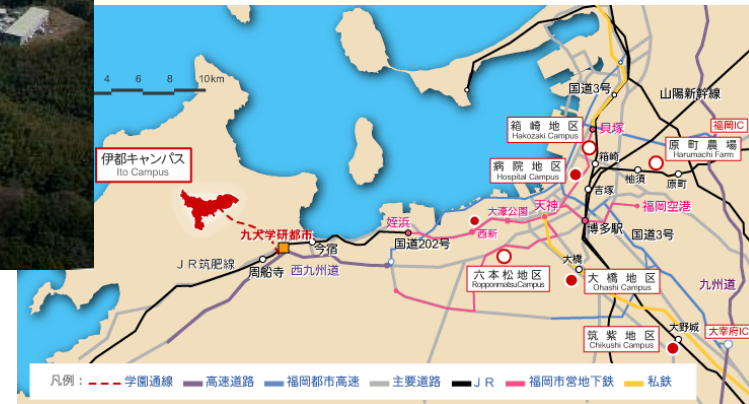 4 6 8 10km
国道3号
山陽新幹線
箱崎地区
Hakozaki Campus
貝塚
福岡IC
原町農場
Harumachi Farm
伊都キャンパス
Ito Campus
病院地区
Hospital Campus
箱崎
柚須
原町
吉塚
大濠公園
天神
福岡空港
姪浜
西新
九大学研都市
今宿
国道202号
博多駅
国道3号
JR筑肥線
周船寺
西九州道
六本松地区
RopponmatsuCampus
大橋
大橋地区
Ohashi Campus
九州道
筑紫地区
Chikushi Campus
大野城
大宰府IC
凡例：
学園通線
高速道路
福岡都市高速
主要道路
JR
福岡市営地下鉄
私鉄